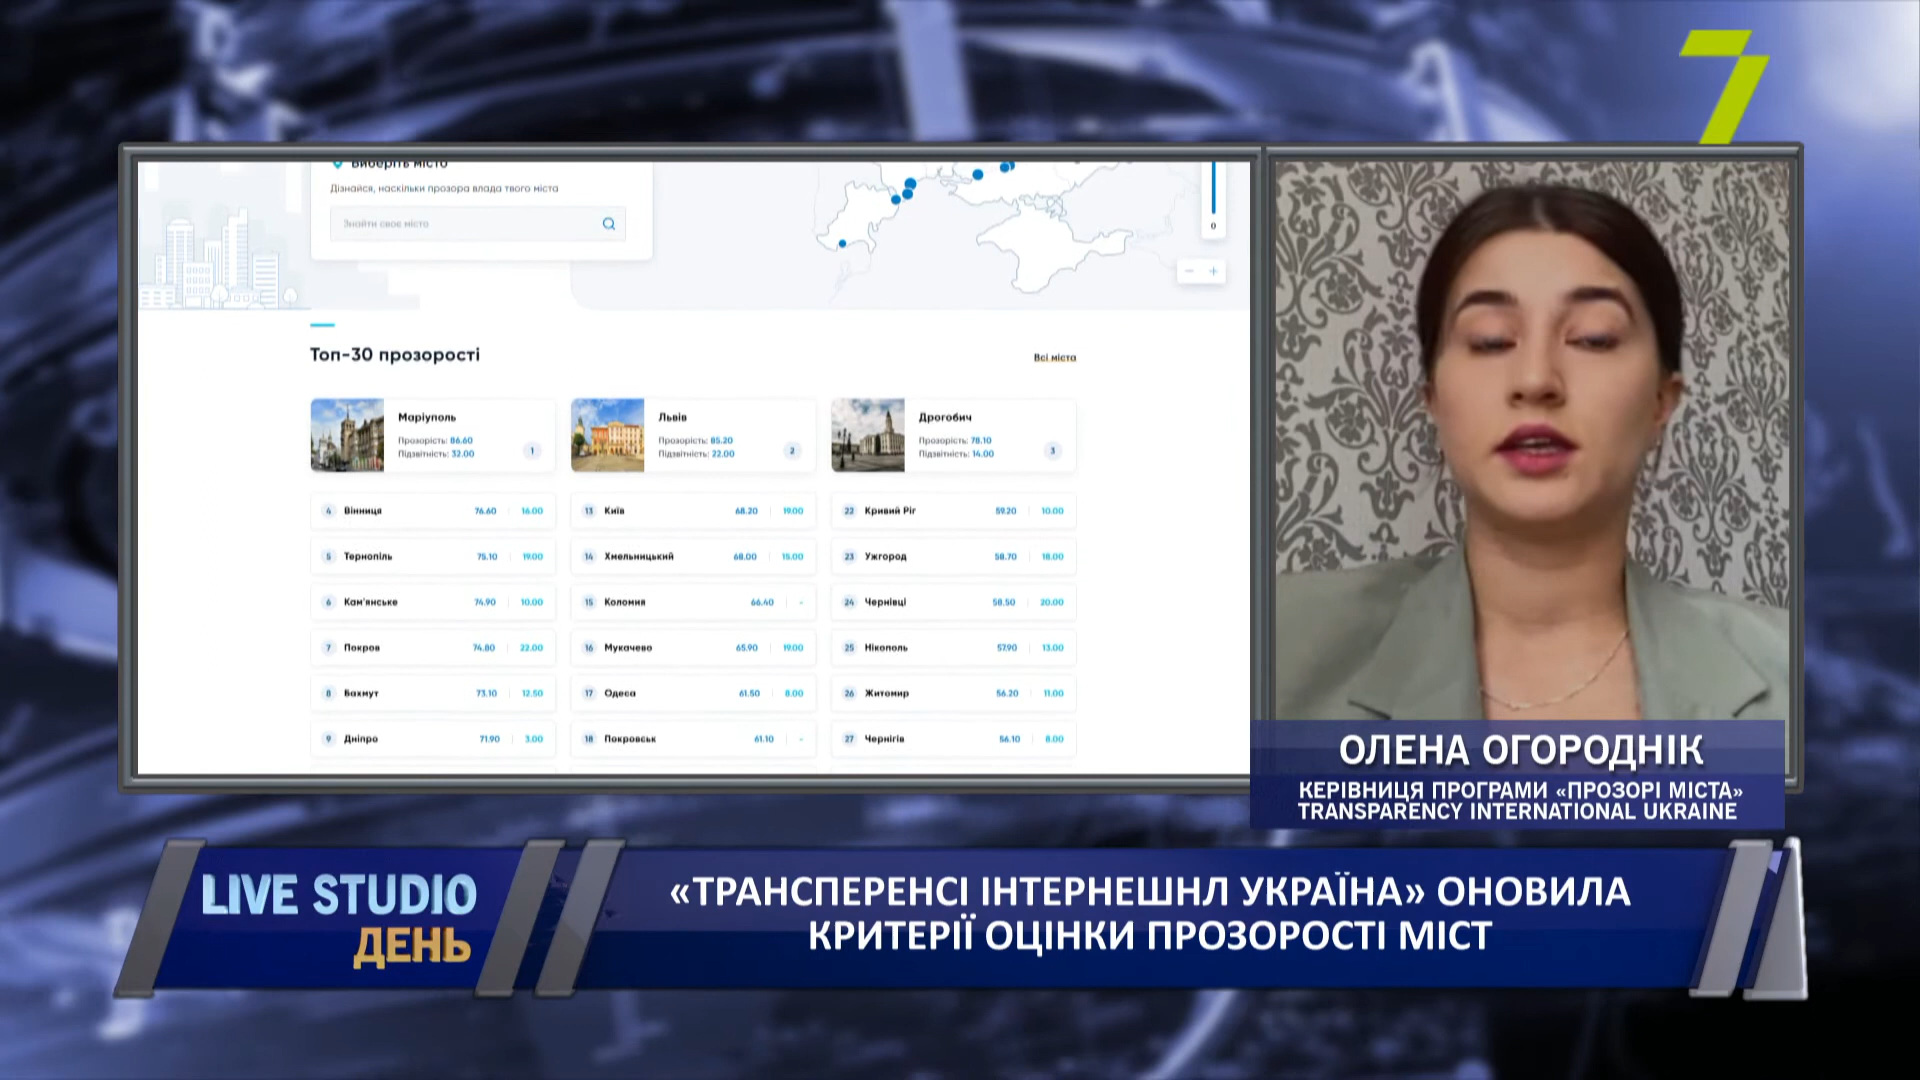 7
Виберіть місто
Дізнайся, наскільки прозора влада твого міста
Знайти своє місто
0
− +
Топ-30 прозорості
Всі міста
Маріуполь
Прозорість: 86.60
Підзвітність: 32.00
1
Львів
Прозорість: 85.20
Підзвітність: 22.00
2
Дрогобич
Прозорість: 78.10
Підзвітність: 14.00
3
4 Вінниця 76.60 16.00
13 Київ 68.20 19.00
22 Кривий Ріг 59.20 10.00
5 Тернопіль 75.10 19.00
14 Хмельницький 68.00 15.00
23 Ужгород 58.70 18.00
6 Кам'янське 74.90 10.00
15 Коломия 66.40 -
24 Чернівці 58.50 20.00
7 Покров 74.80 22.00
16 Мукачево 65.90 19.00
25 Нікополь 57.90 13.00
8 Бахмут 73.10 12.50
17 Одеса 61.50 8.00
26 Житомир 56.20 11.00
9 Дніпро 71.90 3.00
18 Покровськ 61.10 -
27 Чернігів 56.10 8.00
ОЛЕНА ОГОРОДНІК
КЕРІВНИЦЯ ПРОГРАМИ «ПРОЗОРІ МІСТА»
TRANSPARENCY INTERNATIONAL UKRAINE
LIVE STUDIO
ДЕНЬ
«ТРАНСПЕРЕНСІ ІНТЕРНЕШНЛ УКРАЇНА» ОНОВИЛА
КРИТЕРІЇ ОЦІНКИ ПРОЗОРОСТІ МІСТ